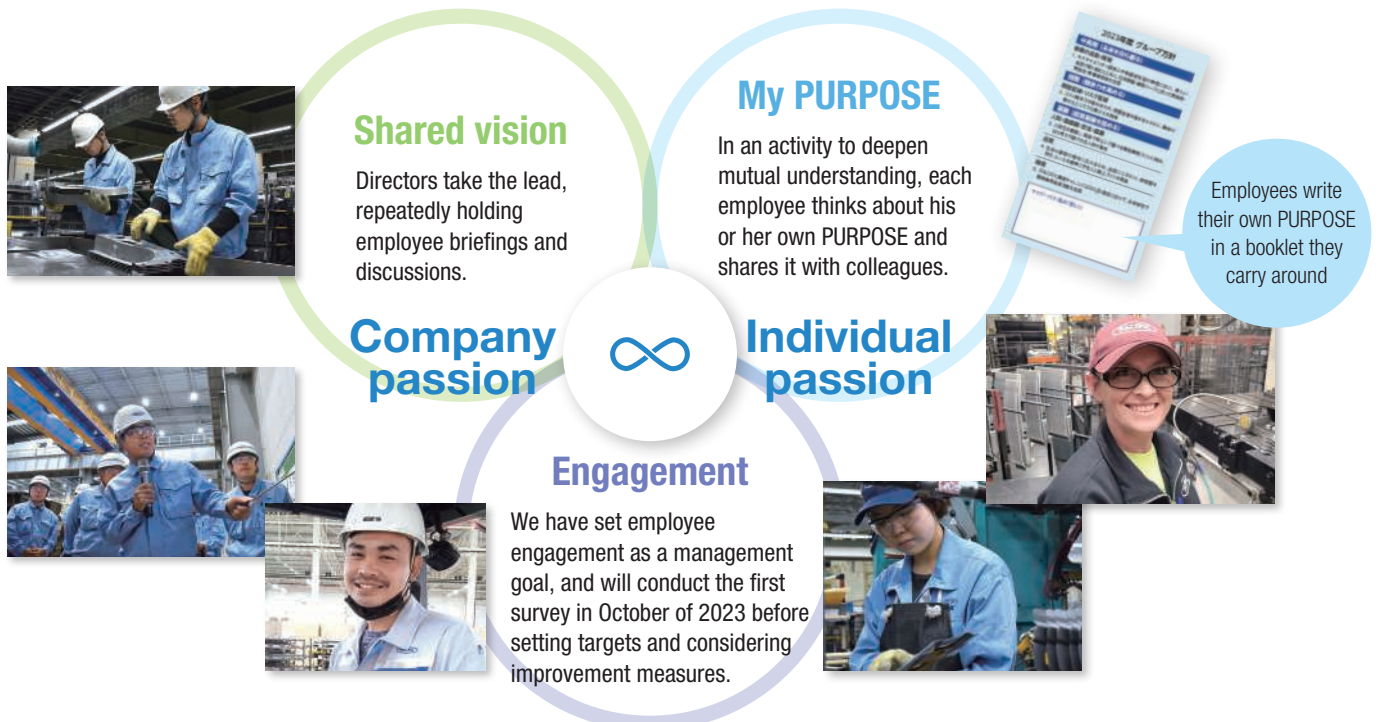 Shared vision
Directors take the lead,
repeatedly holding
employee briefings and
discussions.
My PURPOSE
In an activity to deepen
mutual understanding, each
employee thinks about his
or her own PURPOSE and
shares it with colleagues.
2023年度 グループ方針
Employees write
their own PURPOSE
in a booklet they
carry around
Company
passion
Individual
passion
Engagement
We have set employee
engagement as a management
goal, and will conduct the first
survey in October of 2023 before
setting targets and considering
improvement measures.